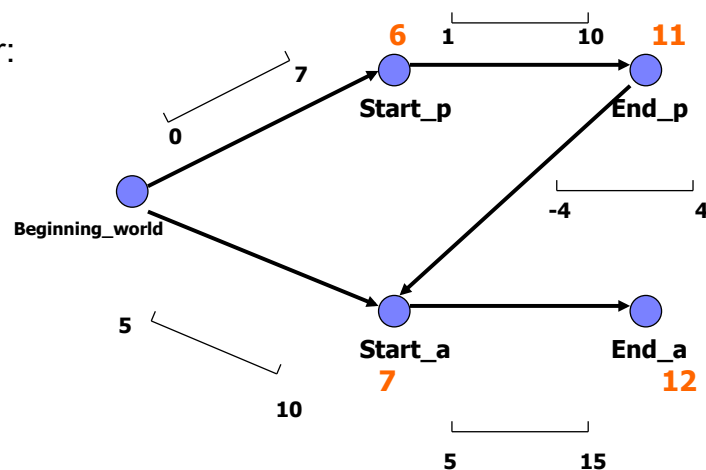 r:
6
1 10
11
7
0
Start_p
End_p
-4 4
Beginning_world
5
10
Start_a
End_a
7
12
5 15